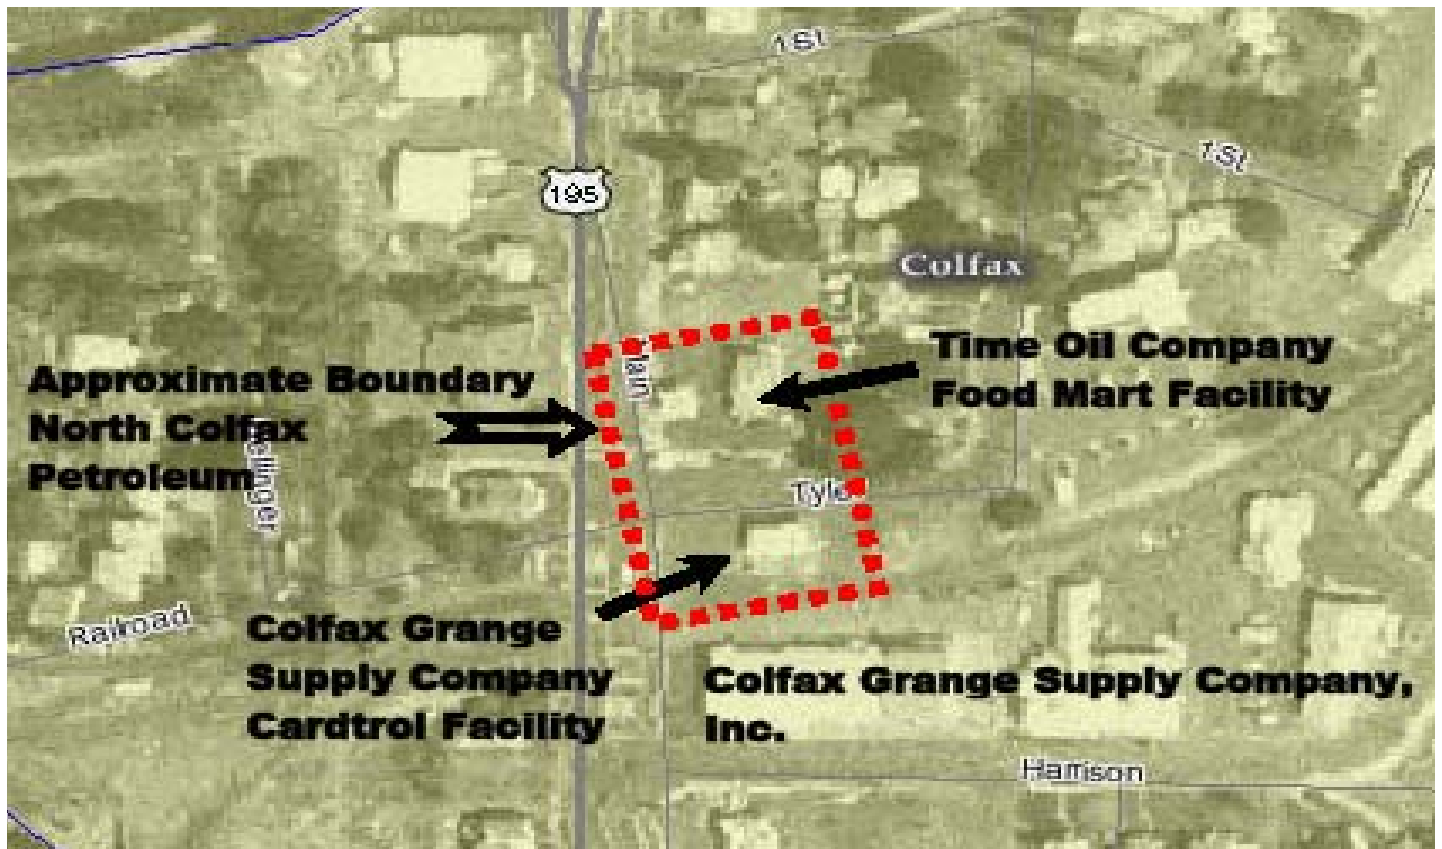 1St
1St
195
Colfax
Main
Time Oil Company
Food Mart Facility
Approximate Boundary
North Colfax
Petroleum
Tyle
Railroad
Colfax Grange
Supply Company
Cardtrol Facility
Colfax Grange Supply Company,
Inc.
Harrison